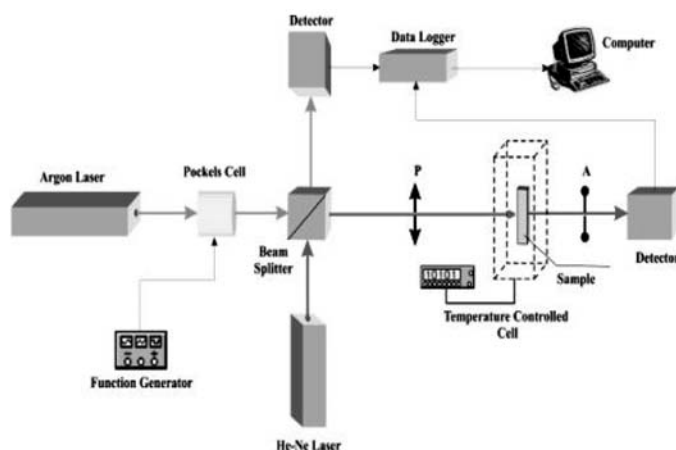 Detector
Data Logger
Computer
Argon Laser
Pockels Cell
P
A
Beam
Splitter
Sample
Detector
10101
Temperature Controlled
Cell
Function Generator
He-Ne Laser